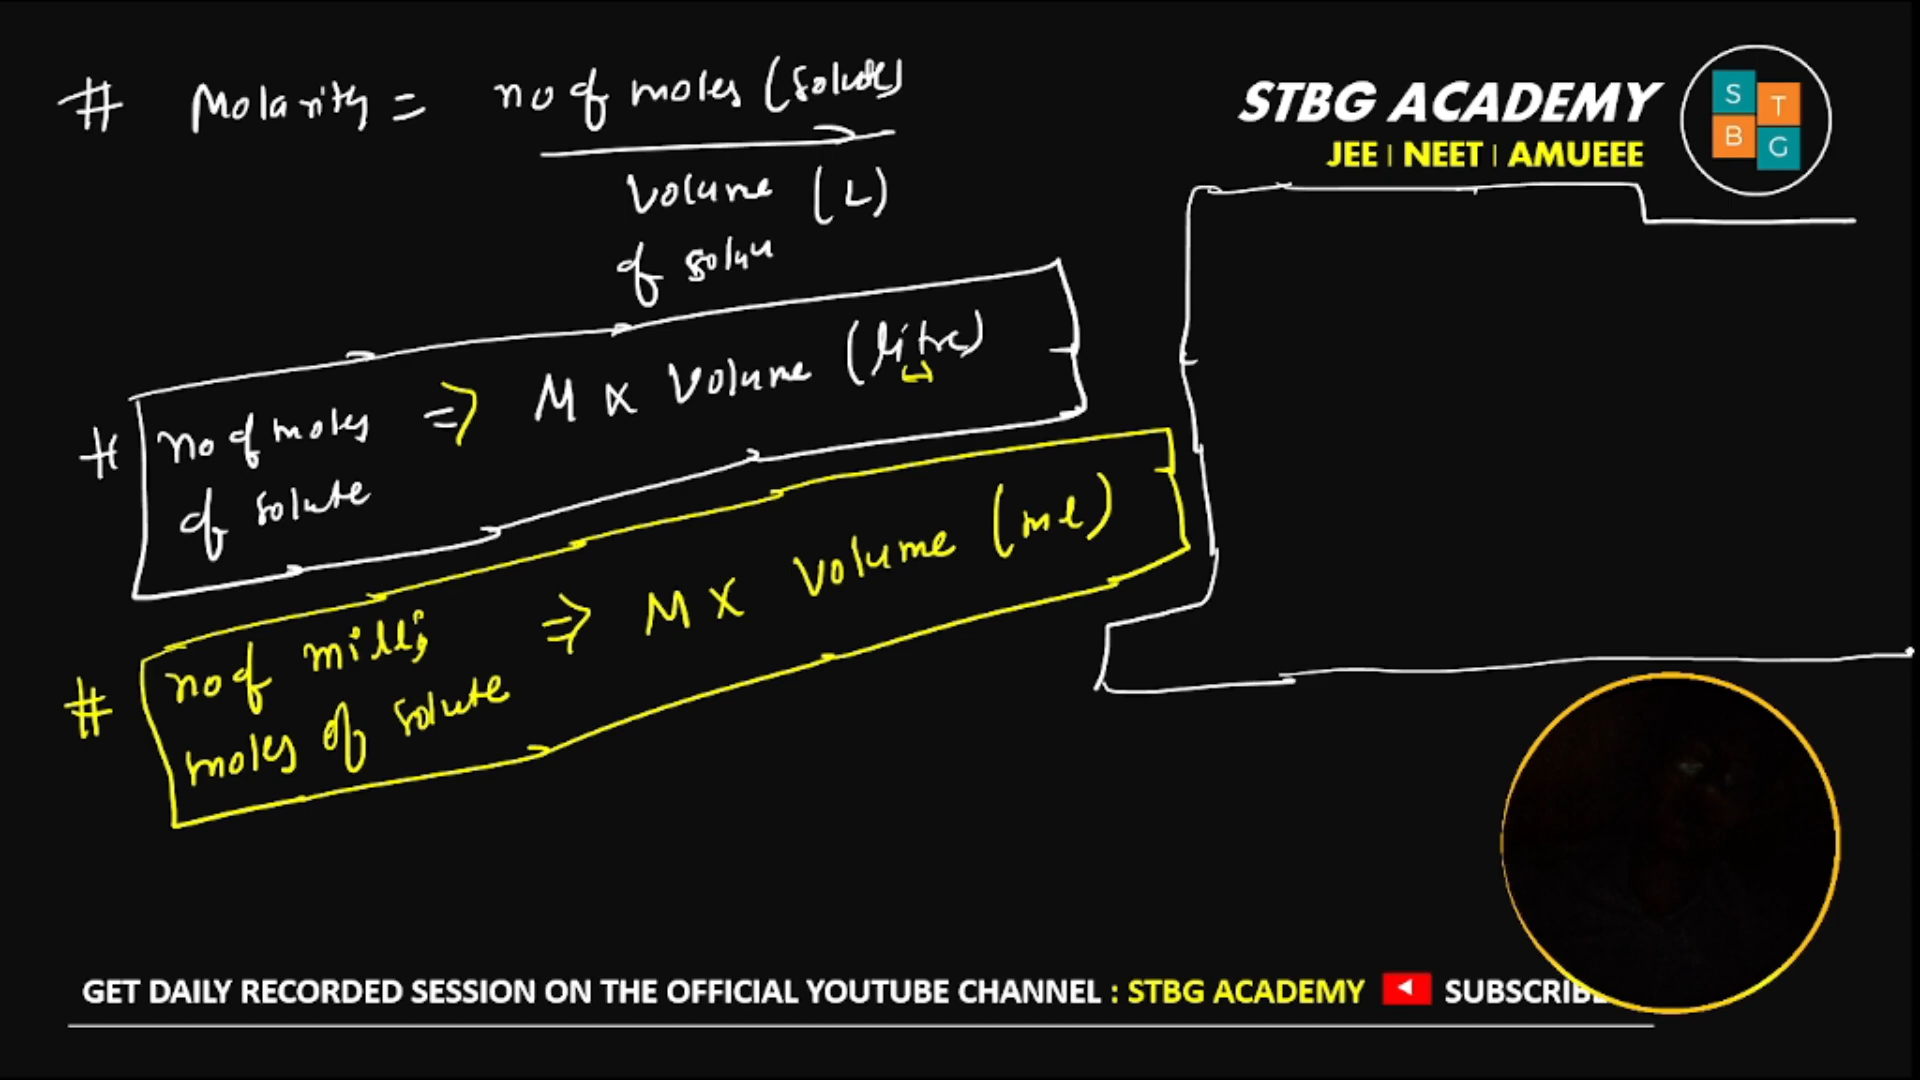 # Molarity = no of moles (solute)
Volume (L)
of solun
# no of moles => M x Volume (litre)
of solute
# no of milli => M x Volume (ml)
moles of solute
STBG ACADEMY
JEE | NEET | AMUEEE
S T
B G
GET DAILY RECORDED SESSION ON THE OFFICIAL YOUTUBE CHANNEL : STBG ACADEMY SUBSCRIBE